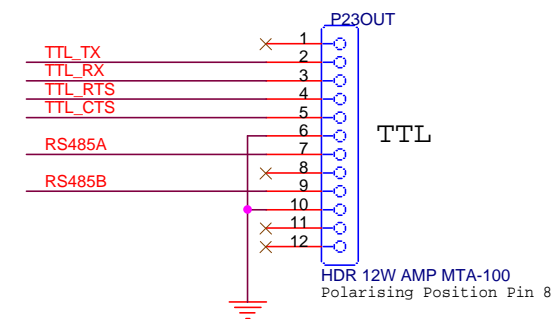 P23OUT
1
TTL_TX 2
TTL_RX 3
TTL_RTS 4
TTL_CTS 5
6
TTL
RS485A 7
8
RS485B 9
10
11
12
HDR 12W AMP MTA-100
Polarising Position Pin 8